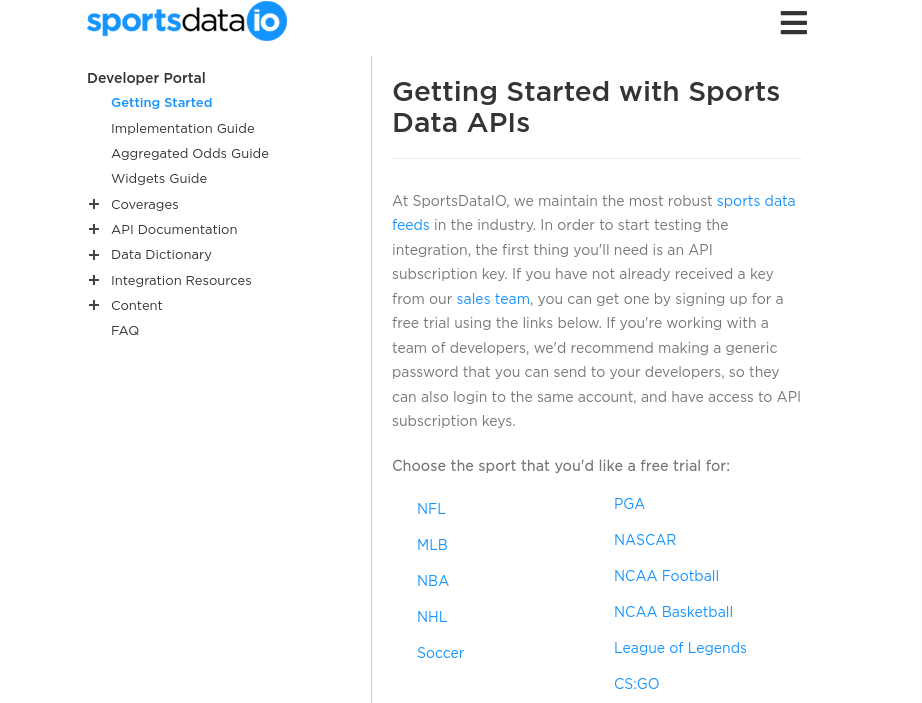 sportsdataio
Developer Portal
Getting Started
Implementation Guide
Aggregated Odds Guide
Widgets Guide
+ Coverages
+ API Documentation
+ Data Dictionary
+ Integration Resources
+ Content
FAQ
Getting Started with Sports
Data APIs
At SportsDataIO, we maintain the most robust sports data
feeds in the industry. In order to start testing the
integration, the first thing you'll need is an API
subscription key. If you have not already received a key
from our sales team, you can get one by signing up for a
free trial using the links below. If you're working with a
team of developers, we'd recommend making a generic
password that you can send to your developers, so they
can also login to the same account, and have access to API
subscription keys.
Choose the sport that you'd like a free trial for:
NFL
MLB
NBA
NHL
Soccer
PGA
NASCAR
NCAA Football
NCAA Basketball
League of Legends
CS:GO